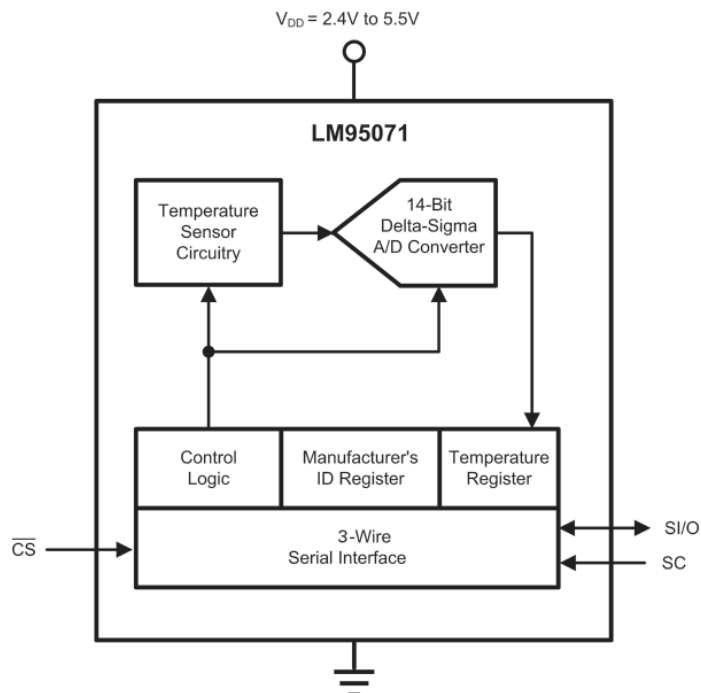 V_DD = 2.4V to 5.5V
LM95071
Temperature
Sensor
Circuitry
14-Bit
Delta-Sigma
A/D Converter
Control
Logic
Manufacturer's
ID Register
Temperature
Register
3-Wire
Serial Interface
C̅S̅
SI/O
SC